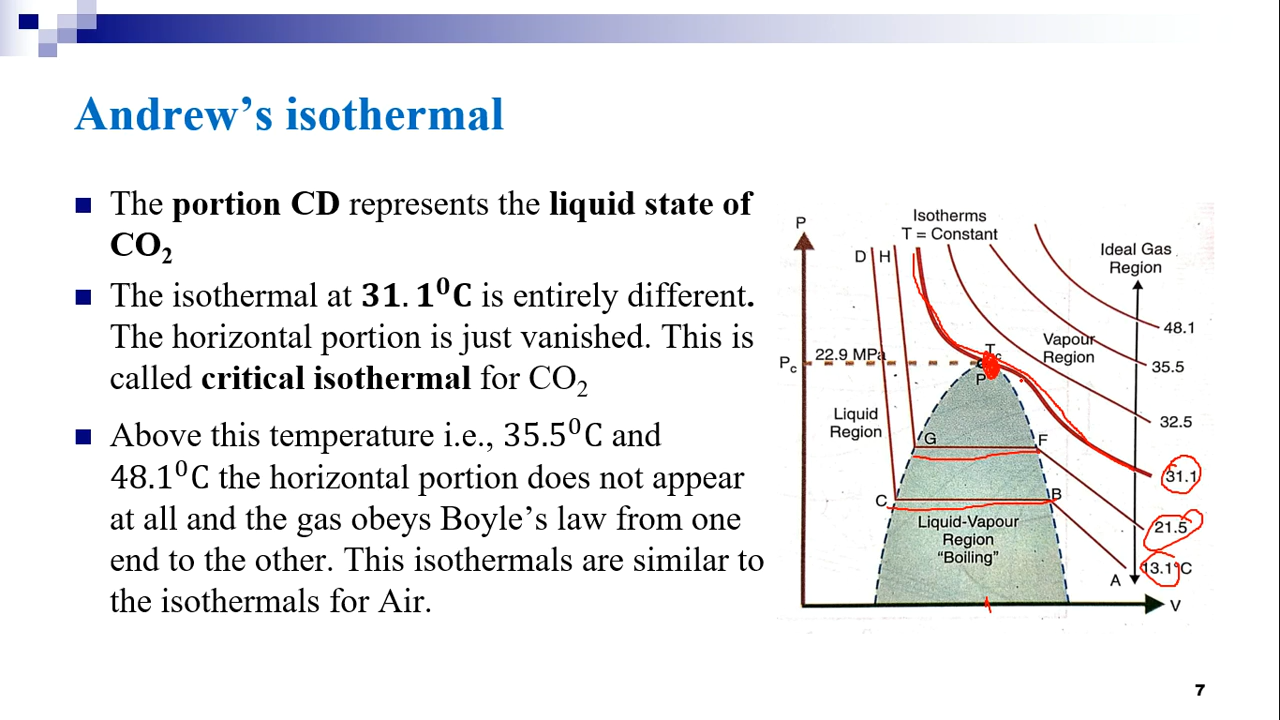 Andrew’s isothermal
The portion CD represents the liquid state of
CO₂
The isothermal at 31.1⁰C is entirely different.
The horizontal portion is just vanished. This is
called critical isothermal for CO₂
Above this temperature i.e., 35.5⁰C and
48.1⁰C the horizontal portion does not appear
at all and the gas obeys Boyle’s law from one
end to the other. This isothermals are similar to
the isothermals for Air.
P
Isotherms
T = Constant
D H
Ideal Gas
Region
48.1
Vapour
Region
35.5
Pc
22.9 MPa
Tc
P
32.5
Liquid
Region
G
F
31.1
C
B
Liquid-Vapour
Region
“Boiling”
21.5
13.1°C
A
V
7